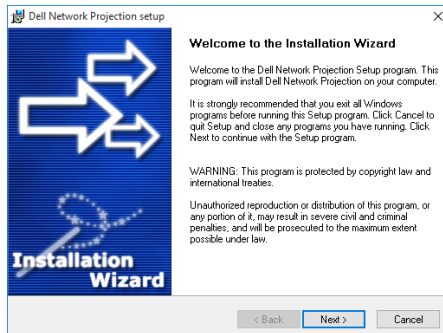 Dell Network Projection setup
Welcome to the Installation Wizard
Welcome to the Dell Network Projection Setup program. This
program will install Dell Network Projection on your computer.
It is strongly recommended that you exit all Windows
programs before running this Setup program. Click Cancel to
quit Setup and close any programs you have running. Click
Next to continue with the Setup program.
WARNING: This program is protected by copyright law and
international treaties.
Unauthorized reproduction or distribution of this program, or
any portion of it, may result in severe civil and criminal
penalties, and will be prosecuted to the maximum extent
possible under law.
Installation
Wizard
< Back
Next >
Cancel